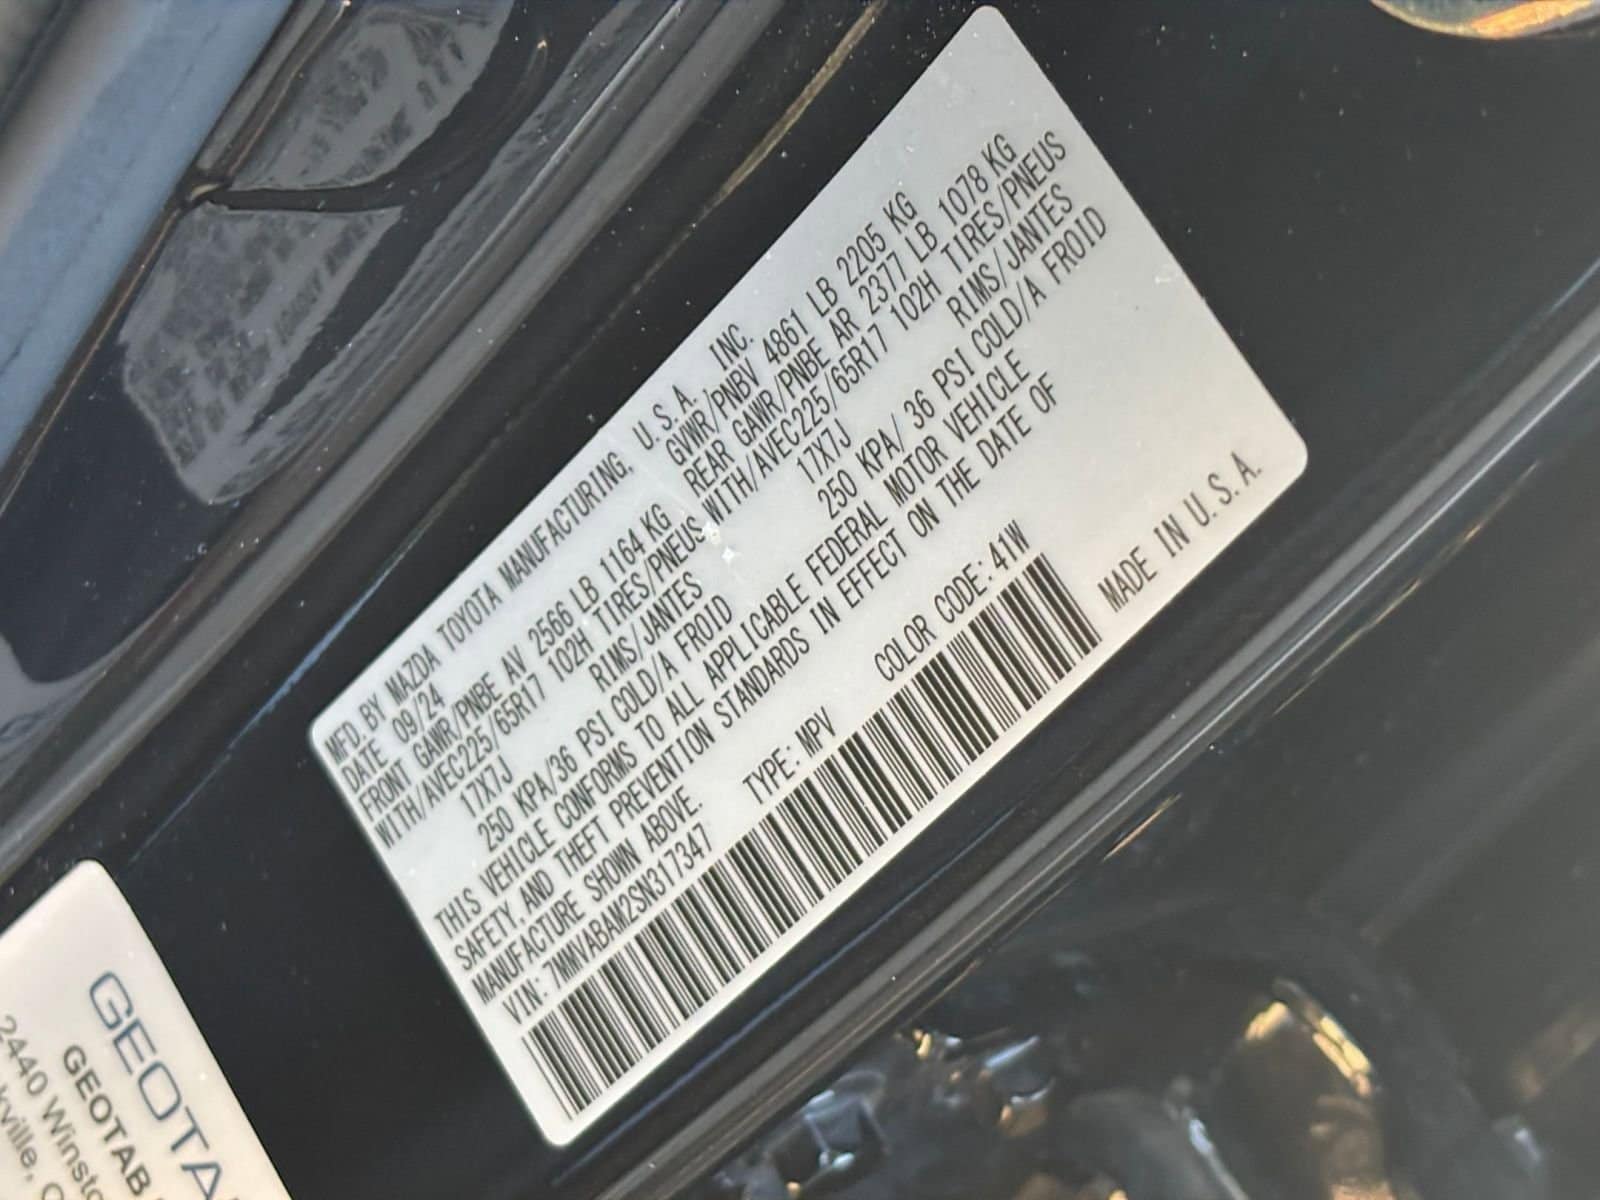 MFD. BY MAZDA TOYOTA MANUFACTURING, U.S.A. INC.
DATE 09/24 GVWR/PNBV 4861 LB 2205 KG
FRONT GAWR/PNBE AV 2566 LB 1164 KG REAR GAWR/PNBE AR 2377 LB 1078 KG
WITH/AVEC225/65R17 102H TIRES/PNEUS WITH/AVEC225/65R17 102H TIRES/PNEUS
17X7J RIMS/JANTES 17X7J RIMS/JANTES
250 KPA/36 PSI COLD/A FROID 250 KPA/ 36 PSI COLD/A FROID
THIS VEHICLE CONFORMS TO ALL APPLICABLE FEDERAL MOTOR VEHICLE
SAFETY, AND THEFT PREVENTION STANDARDS IN EFFECT ON THE DATE OF
MANUFACTURE SHOWN ABOVE.
VIN: 7MMVABAM2SN317347 TYPE: MPV COLOR CODE: 41W
MADE IN U.S.A.
GEOTA
GEOTAB
2440 Winst
kville, O